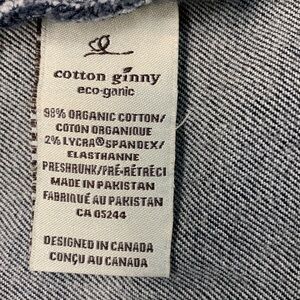 cotton ginny
eco-ganic
98% ORGANIC COTTON/
COTON ORGANIQUE
2% LYCRA® SPANDEX/
ELASTHANNE
PRESHRUNK/PRÉ-RÉTRÉCI
MADE IN PAKISTAN
FABRIQUÉ AU PAKISTAN
CA 05244
DESIGNED IN CANADA
CONÇU AU CANADA